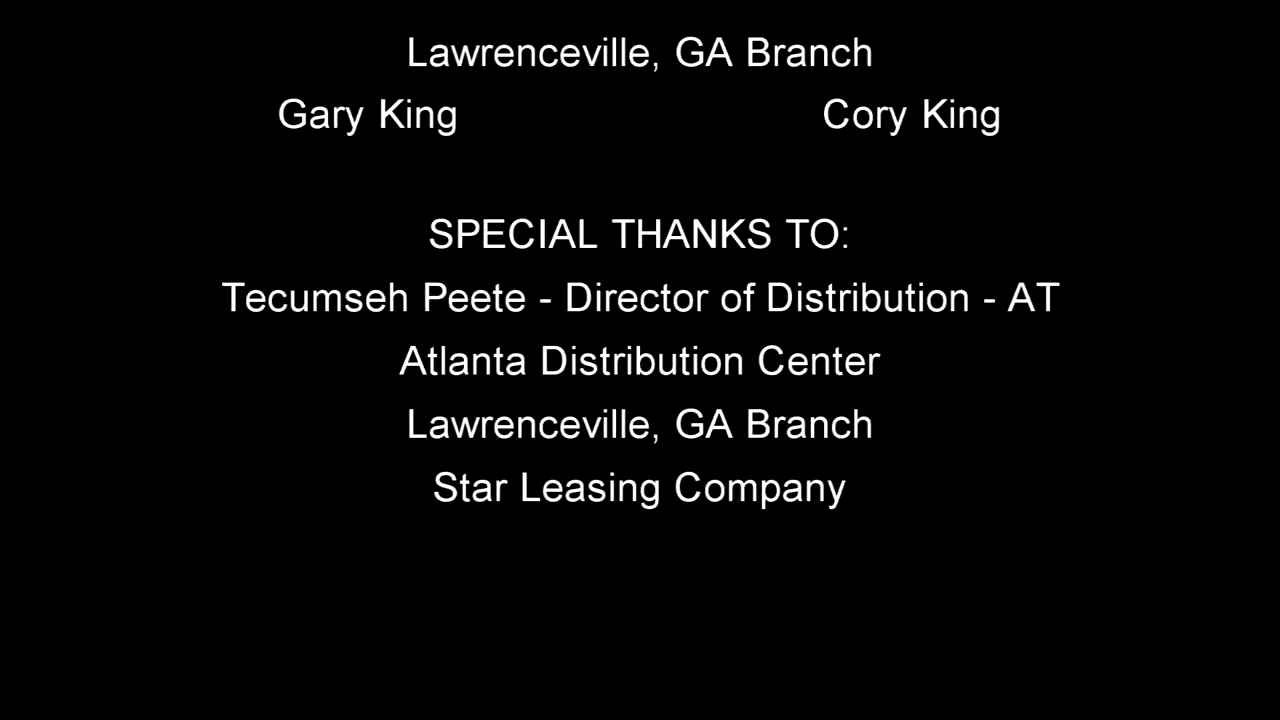 Lawrenceville, GA Branch
Gary King Cory King
SPECIAL THANKS TO:
Tecumseh Peete - Director of Distribution - AT
Atlanta Distribution Center
Lawrenceville, GA Branch
Star Leasing Company